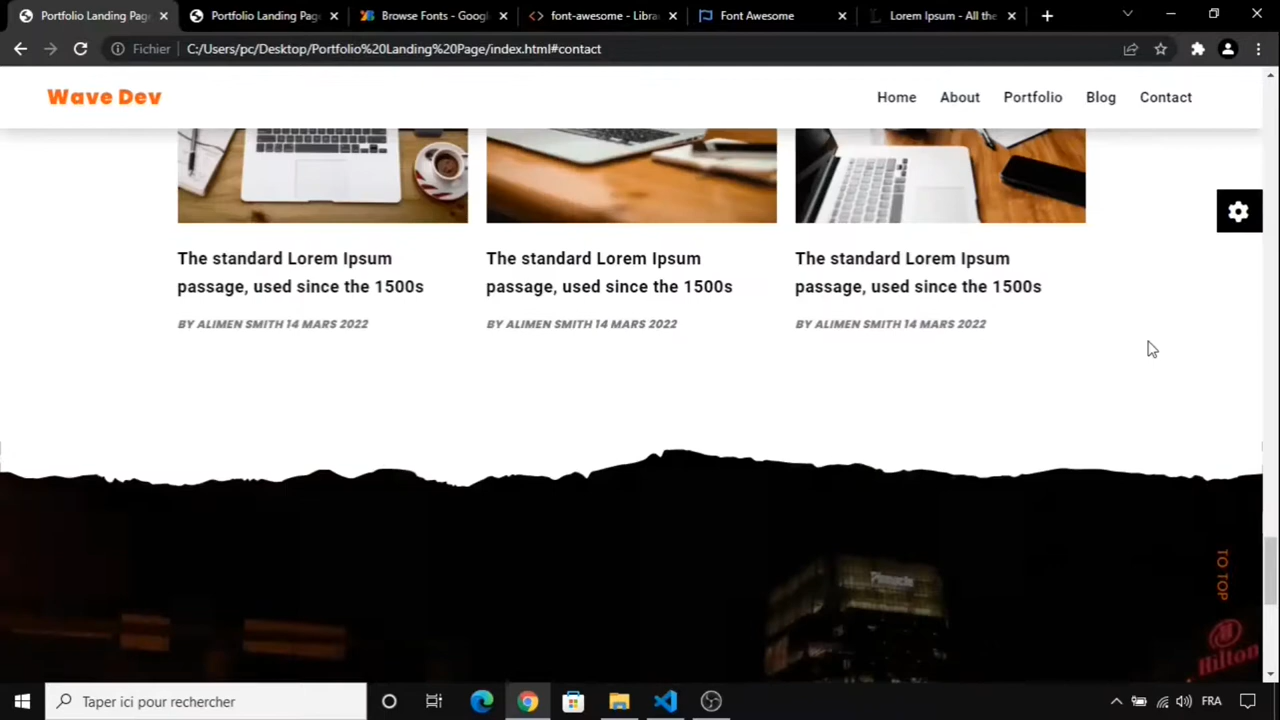 Portfolio Landing Pag
Portfolio Landing Pag
Browse Fonts - Googl
font-awesome - Librar
Font Awesome
Lorem Ipsum - All the
Fichier
C:/Users/pc/Desktop/Portfolio%20Landing%20Page/index.html#contact
Wave Dev
Home
About
Portfolio
Blog
Contact
The standard Lorem Ipsum
passage, used since the 1500s
BY ALIMEN SMITH 14 MARS 2022
The standard Lorem Ipsum
passage, used since the 1500s
BY ALIMEN SMITH 14 MARS 2022
The standard Lorem Ipsum
passage, used since the 1500s
BY ALIMEN SMITH 14 MARS 2022
TO TOP
Pinnacle
Hilton
Taper ici pour rechercher
FRA